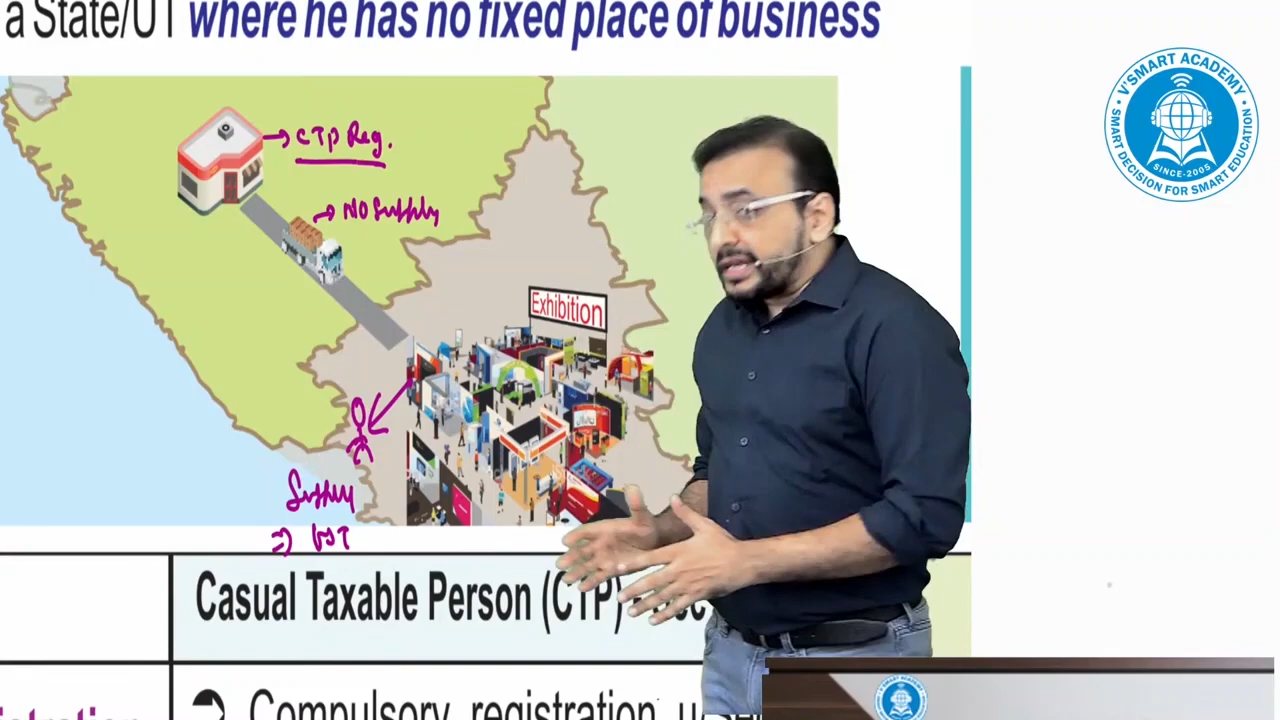 a State/UT where he has no fixed place of business
→ CTP Reg.
→ NO Supply
Exhibition
Supply
⇒ GST
Casual Taxable Person (CTP) -
Compulsory registration
V'SMART ACADEMY
SINCE-2005
SMART DECISION FOR SMART EDUCATION